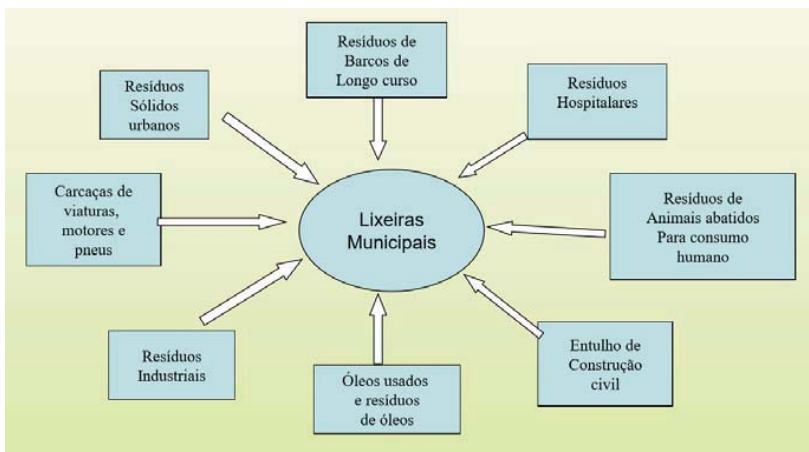 Resíduos de
Barcos de
Longo curso
Resíduos
Sólidos
urbanos
Resíduos
Hospitalares
Carcaças de
viaturas,
motores e
pneus
Lixeiras
Municipais
Resíduos de
Animais abatidos
Para consumo
humano
Resíduos
Industriais
Óleos usados
e resíduos
de óleos
Entulho de
Construção
civil